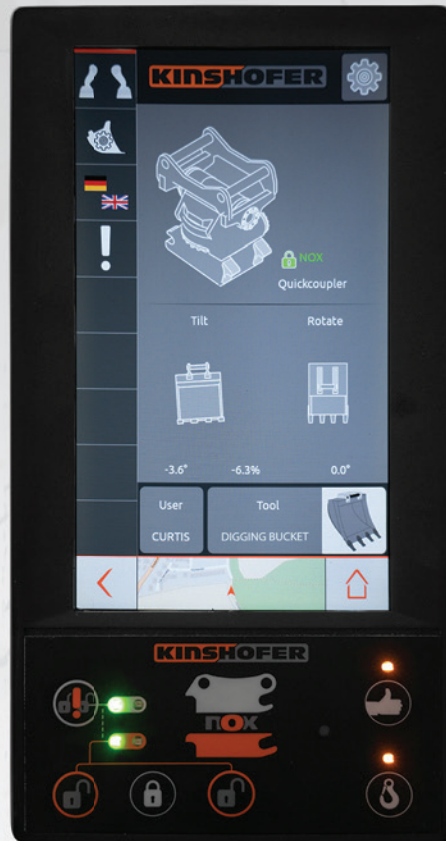 KINSHOFER
NOX
Quickcoupler
Tilt
Rotate
-3.6°
-6.3%
0.0°
User
Tool
CURTIS
DIGGING BUCKET
KINSHOFER
nox